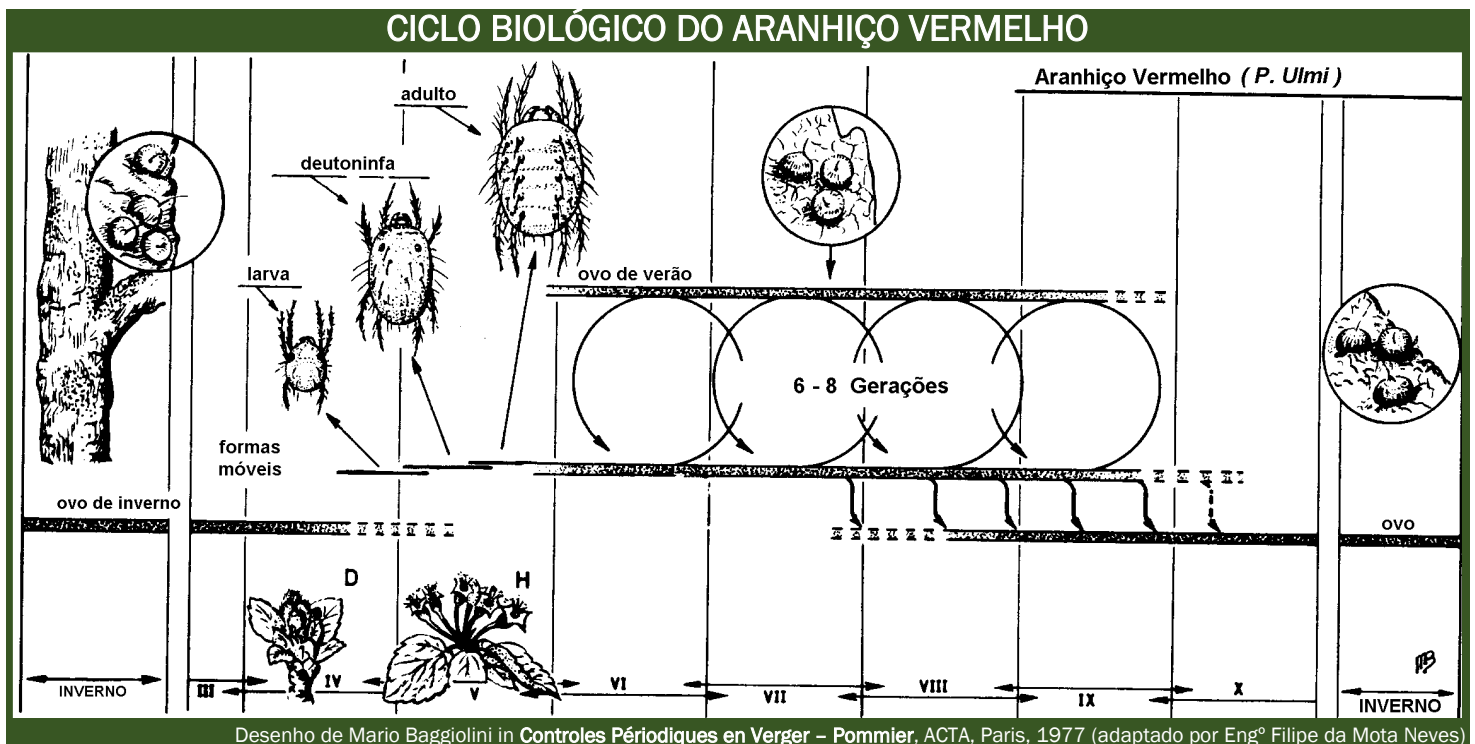 CICLO BIOLÓGICO DO ARANHIÇO VERMELHO
Aranhiço Vermelho ( P. Ulmi )
adulto
deutoninfa
larva
ovo de verão
6 - 8 Gerações
formas
móveis
ovo de inverno
ovo
D
H
INVERNO
III
IV
V
VI
VII
VIII
IX
X
INVERNO
Desenho de Mario Baggiolini in Controles Périodiques en Verger – Pommier, ACTA, Paris, 1977 (adaptado por Engº Filipe da Mota Neves)